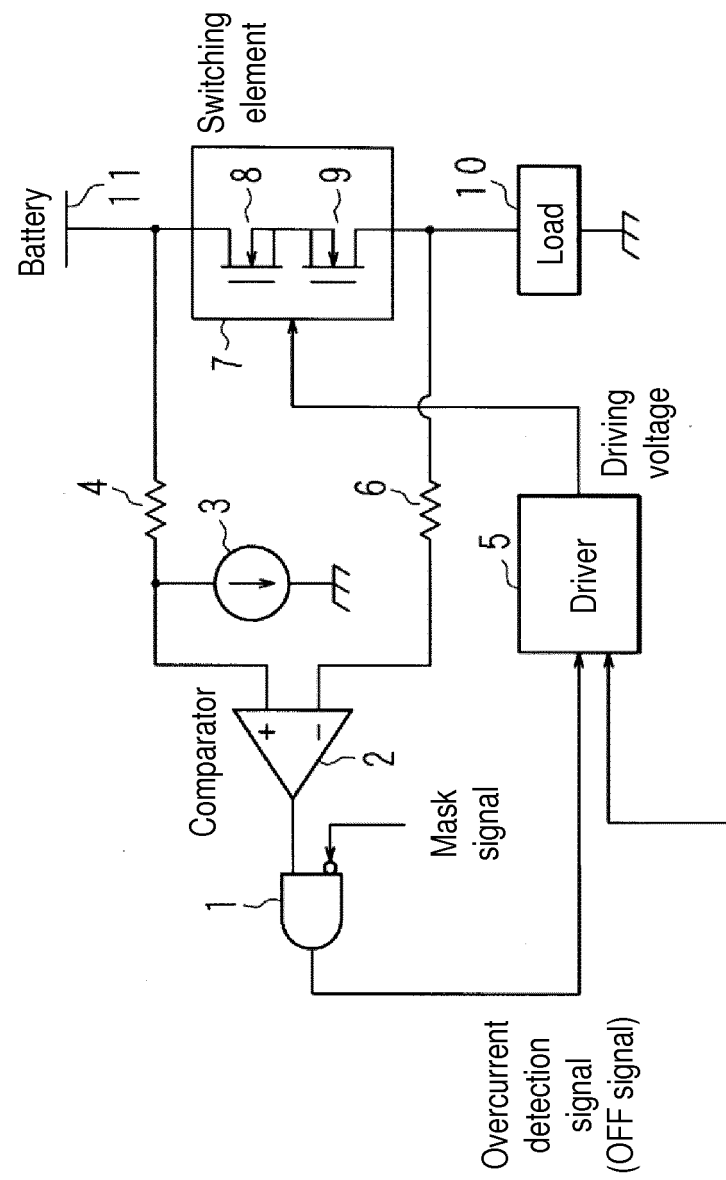 Battery
11
Switching
element
8
9
7
10
Load
4
3
6
Driving
voltage
5
Driver
Comparator
+
−
2
Mask
signal
1
Overcurrent
detection
signal
(OFF signal)